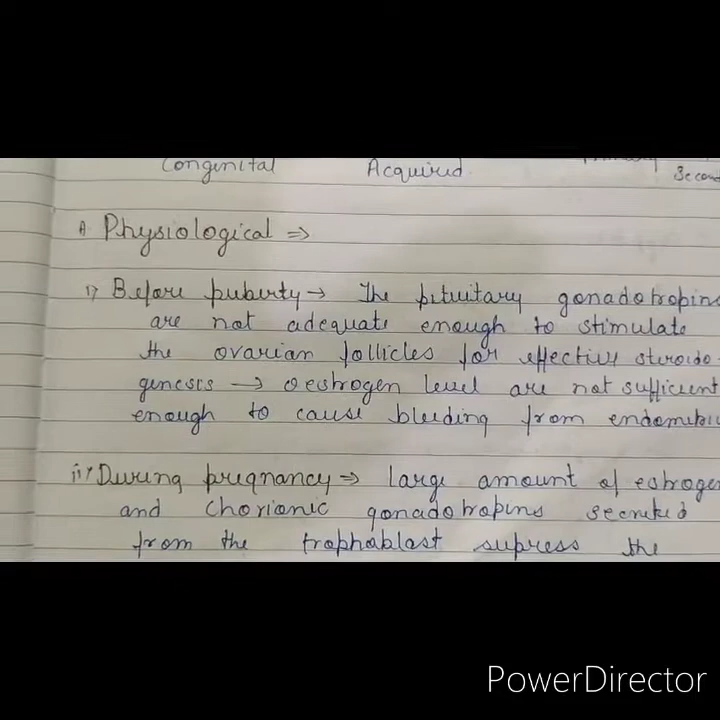 Congenital Acquired
Secon
A Physiological ⇒
i) Before puberty → The pituitary gonadotropins
are not adequate enough to stimulate
the ovarian follicles for effective steroido-
genesis → oestrogen level are not sufficient
enough to cause bleeding from endometri
ii) During pregnancy ⇒ large amount of estrogen
and chorionic gonadotropins secreted
from the trophablast supress the
PowerDirector